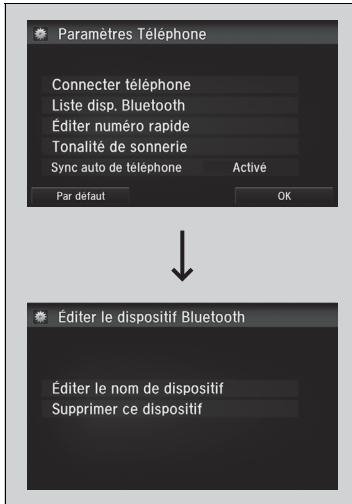 Paramètres Téléphone
Connecter téléphone
Liste disp. Bluetooth
Éditer numéro rapide
Tonalité de sonnerie
Sync auto de téléphone Activé
Par défaut OK
Éditer le dispositif Bluetooth
Éditer le nom de dispositif
Supprimer ce dispositif